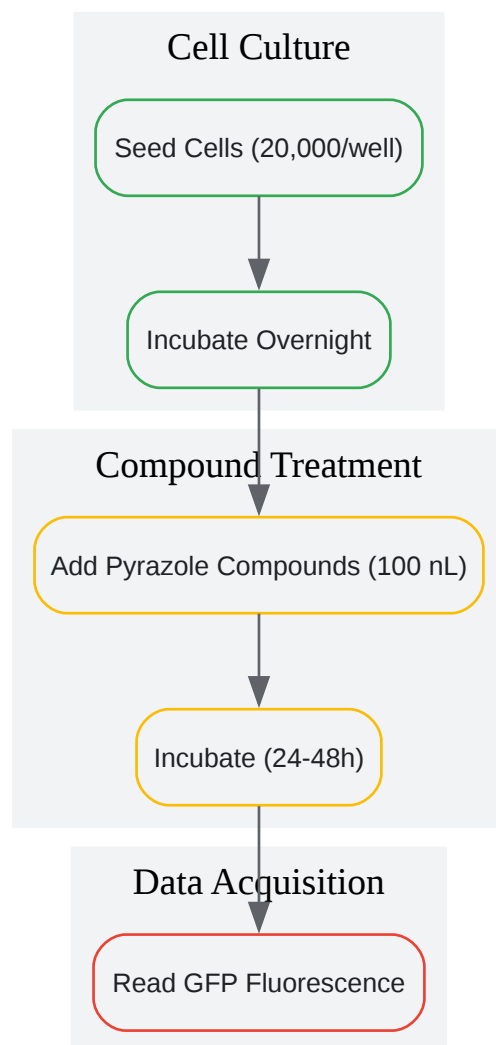 Cell Culture
Seed Cells (20,000/well)
Incubate Overnight
Compound Treatment
Add Pyrazole Compounds (100 nL)
Incubate (24-48h)
Data Acquisition
Read GFP Fluorescence